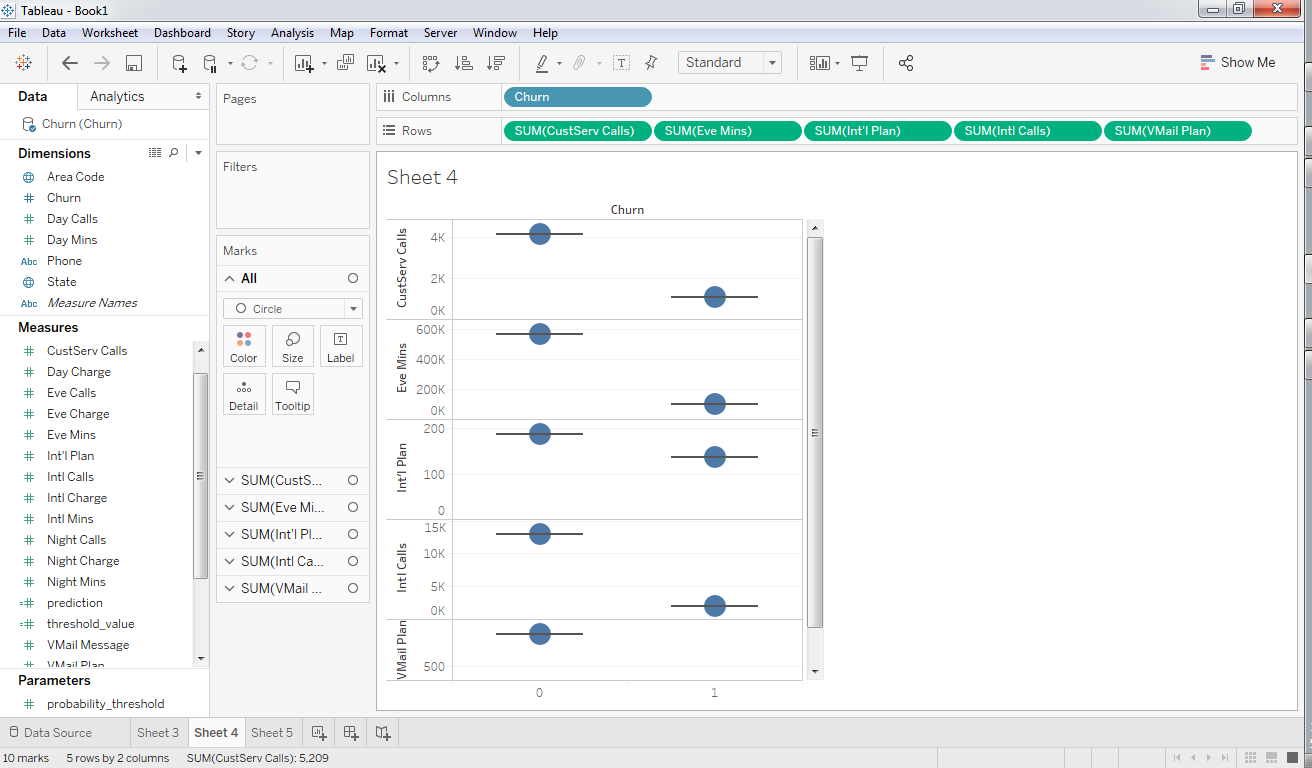 Tableau - Book1
File Data Worksheet Dashboard Story Analysis Map Format Server Window Help
Standard
Show Me
Data Analytics
Churn (Churn)
Dimensions
Area Code
Churn
Day Calls
Day Mins
Abc Phone
State
Abc Measure Names
Measures
CustServ Calls
Day Charge
Eve Calls
Eve Charge
Eve Mins
Int'l Plan
Intl Calls
Intl Charge
Intl Mins
Night Calls
Night Charge
Night Mins
prediction
threshold_value
VMail Message
VMail Plan
Parameters
probability_threshold
Pages
Filters
Marks
All
Circle
Color Size Label
Detail Tooltip
SUM(CustS...
SUM(Eve Mi...
SUM(Int'l Pl...
SUM(Intl Ca...
SUM(VMail ...
Columns Churn
Rows SUM(CustServ Calls) SUM(Eve Mins) SUM(Int'l Plan) SUM(Intl Calls) SUM(VMail Plan)
Sheet 4
Churn
CustServ Calls
4K
2K
0K
Eve Mins
600K
400K
200K
0K
Int'l Plan
200
100
0
Intl Calls
15K
10K
5K
0K
VMail Plan
500
0 1
Data Source Sheet 3 Sheet 4 Sheet 5
10 marks 5 rows by 2 columns SUM(CustServ Calls): 5,209